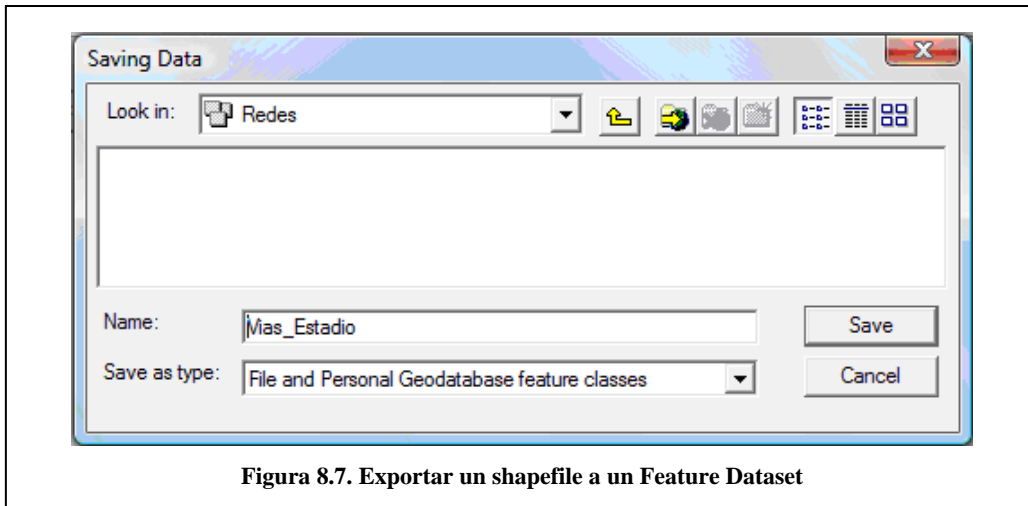 Saving Data
Look in: Redes
Name: Vias_Estadio
Save
Save as type: File and Personal Geodatabase feature classes
Cancel
Figura 8.7. Exportar un shapefile a un Feature Dataset